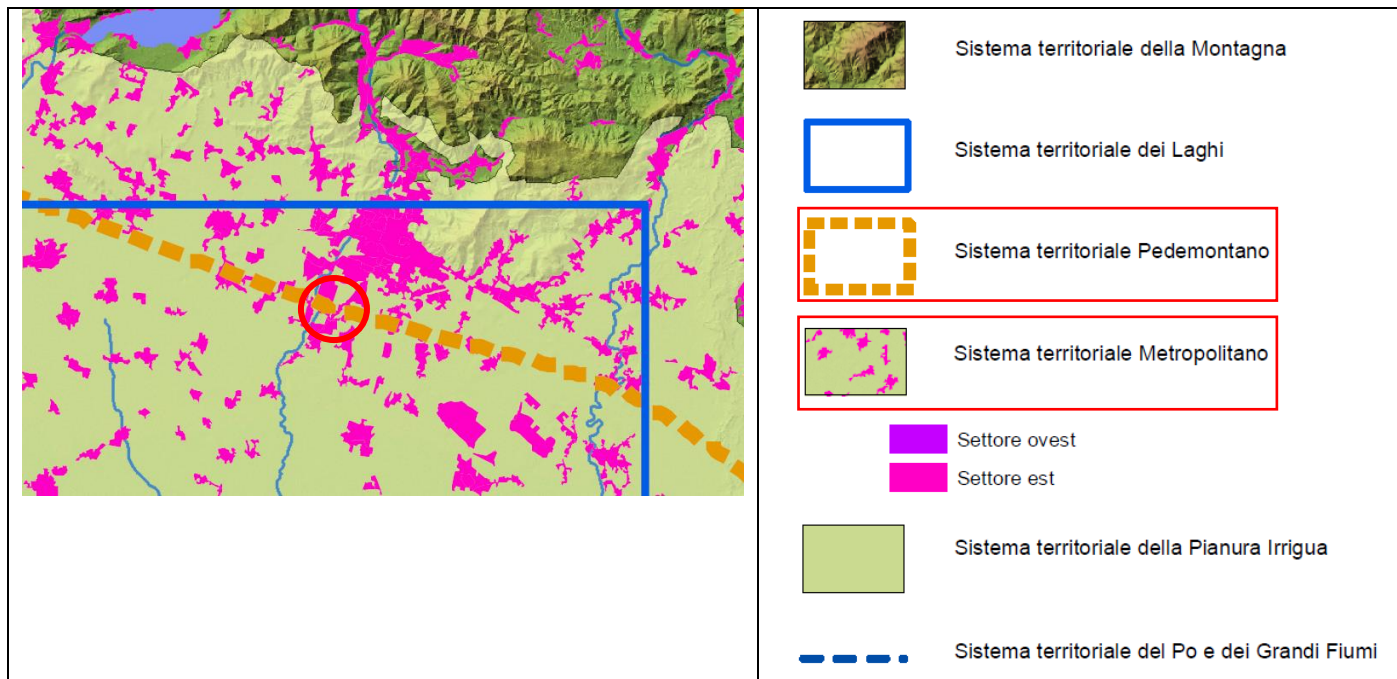 Sistema territoriale della Montagna
Sistema territoriale dei Laghi
Sistema territoriale Pedemontano
Sistema territoriale Metropolitano
Settore ovest
Settore est
Sistema territoriale della Pianura Irrigua
Sistema territoriale del Po e dei Grandi Fiumi